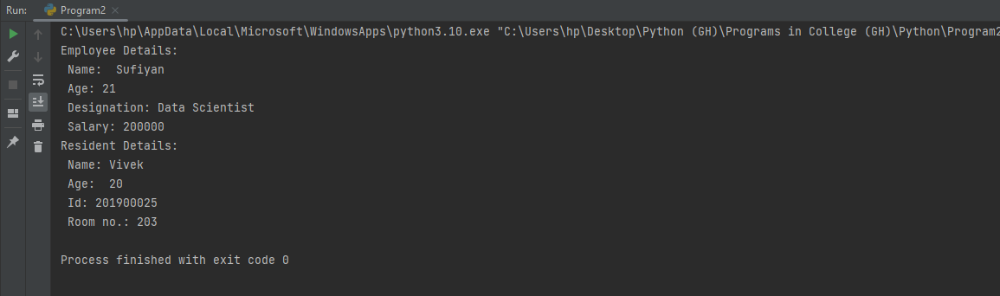 Run: Program2
C:\Users\hp\AppData\Local\Microsoft\WindowsApps\python3.10.exe "C:\Users\hp\Desktop\Python (GH)\Programs in College (GH)\Python\Program2
Employee Details:
 Name:  Sufiyan
 Age: 21
 Designation: Data Scientist
 Salary: 200000
Resident Details:
 Name: Vivek
 Age:  20
 Id: 201900025
 Room no.: 203
Process finished with exit code 0